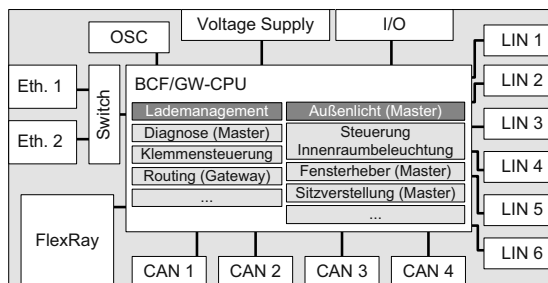 Voltage Supply
I/O
OSC
LIN 1
Eth. 1
Switch
BCF/GW-CPU
LIN 2
Lademanagement
Außenlicht (Master)
Eth. 2
Diagnose (Master)
Steuerung
Innenraumbeleuchtung
LIN 3
Klemmensteuerung
Routing (Gateway)
Fensterheber (Master)
LIN 4
...
Sitzverstellung (Master)
...
LIN 5
FlexRay
LIN 6
CAN 1
CAN 2
CAN 3
CAN 4